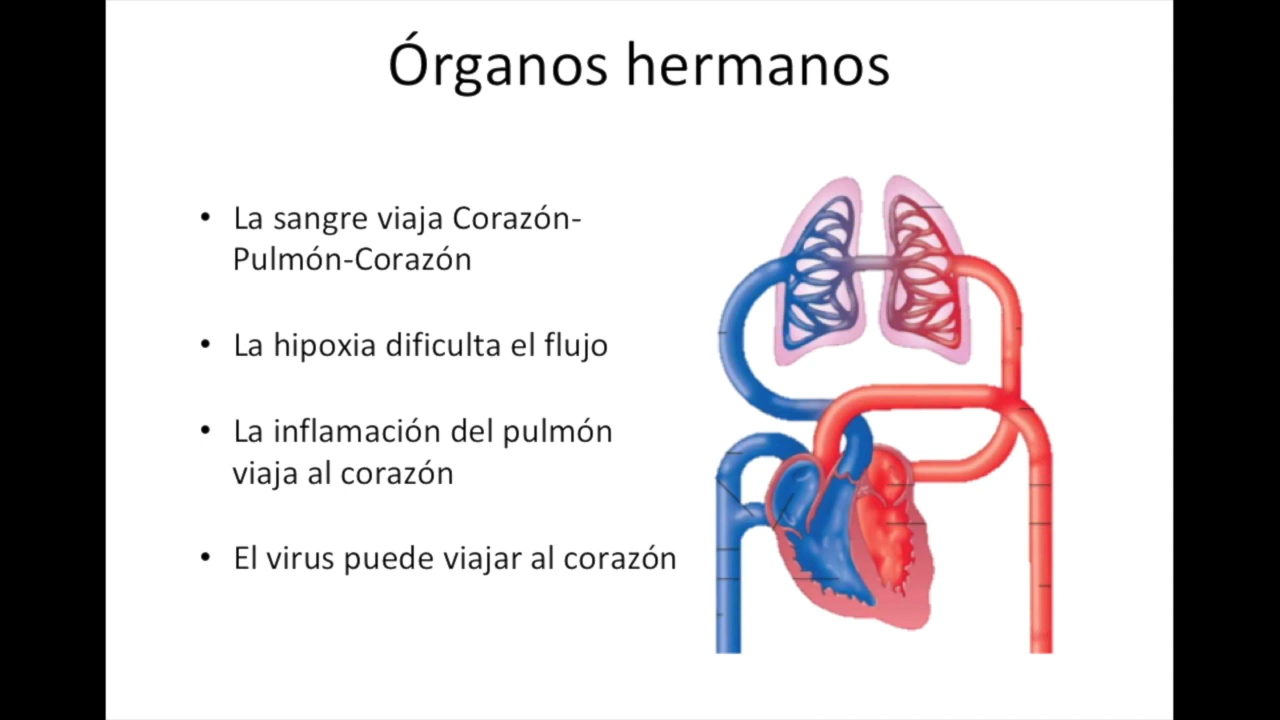 Órganos hermanos
• La sangre viaja Corazón-
Pulmón-Corazón
• La hipoxia dificulta el flujo
• La inflamación del pulmón
viaja al corazón
• El virus puede viajar al corazón